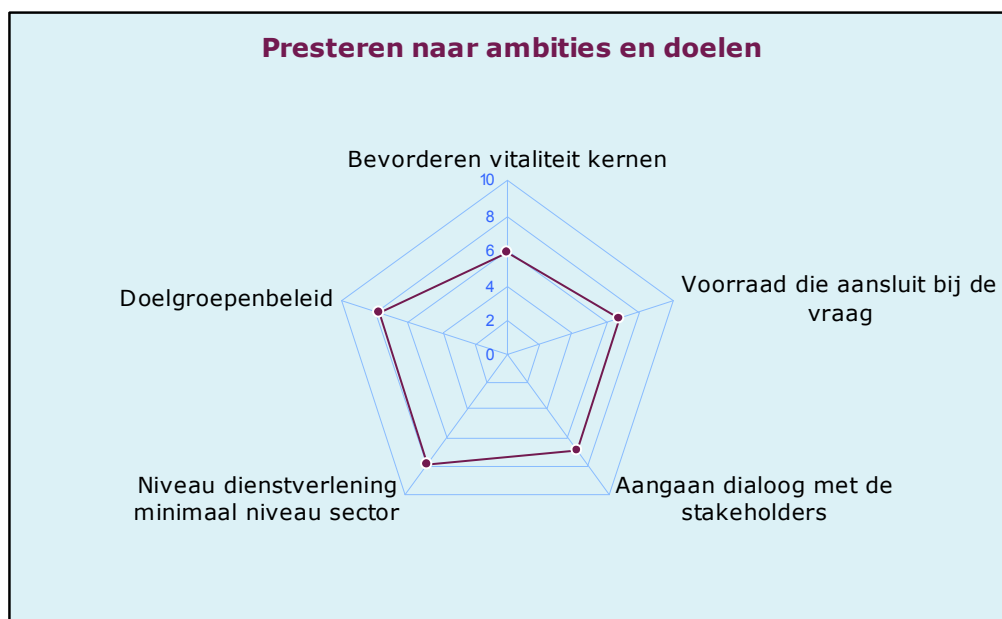 Presteren naar ambities en doelen
Bevorderen vitaliteit kernen
10
8
6
4
2
0
Voorraad die aansluit bij de
vraag
Doelgroepenbeleid
Niveau dienstverlening
minimaal niveau sector
Aangaan dialoog met de
stakeholders